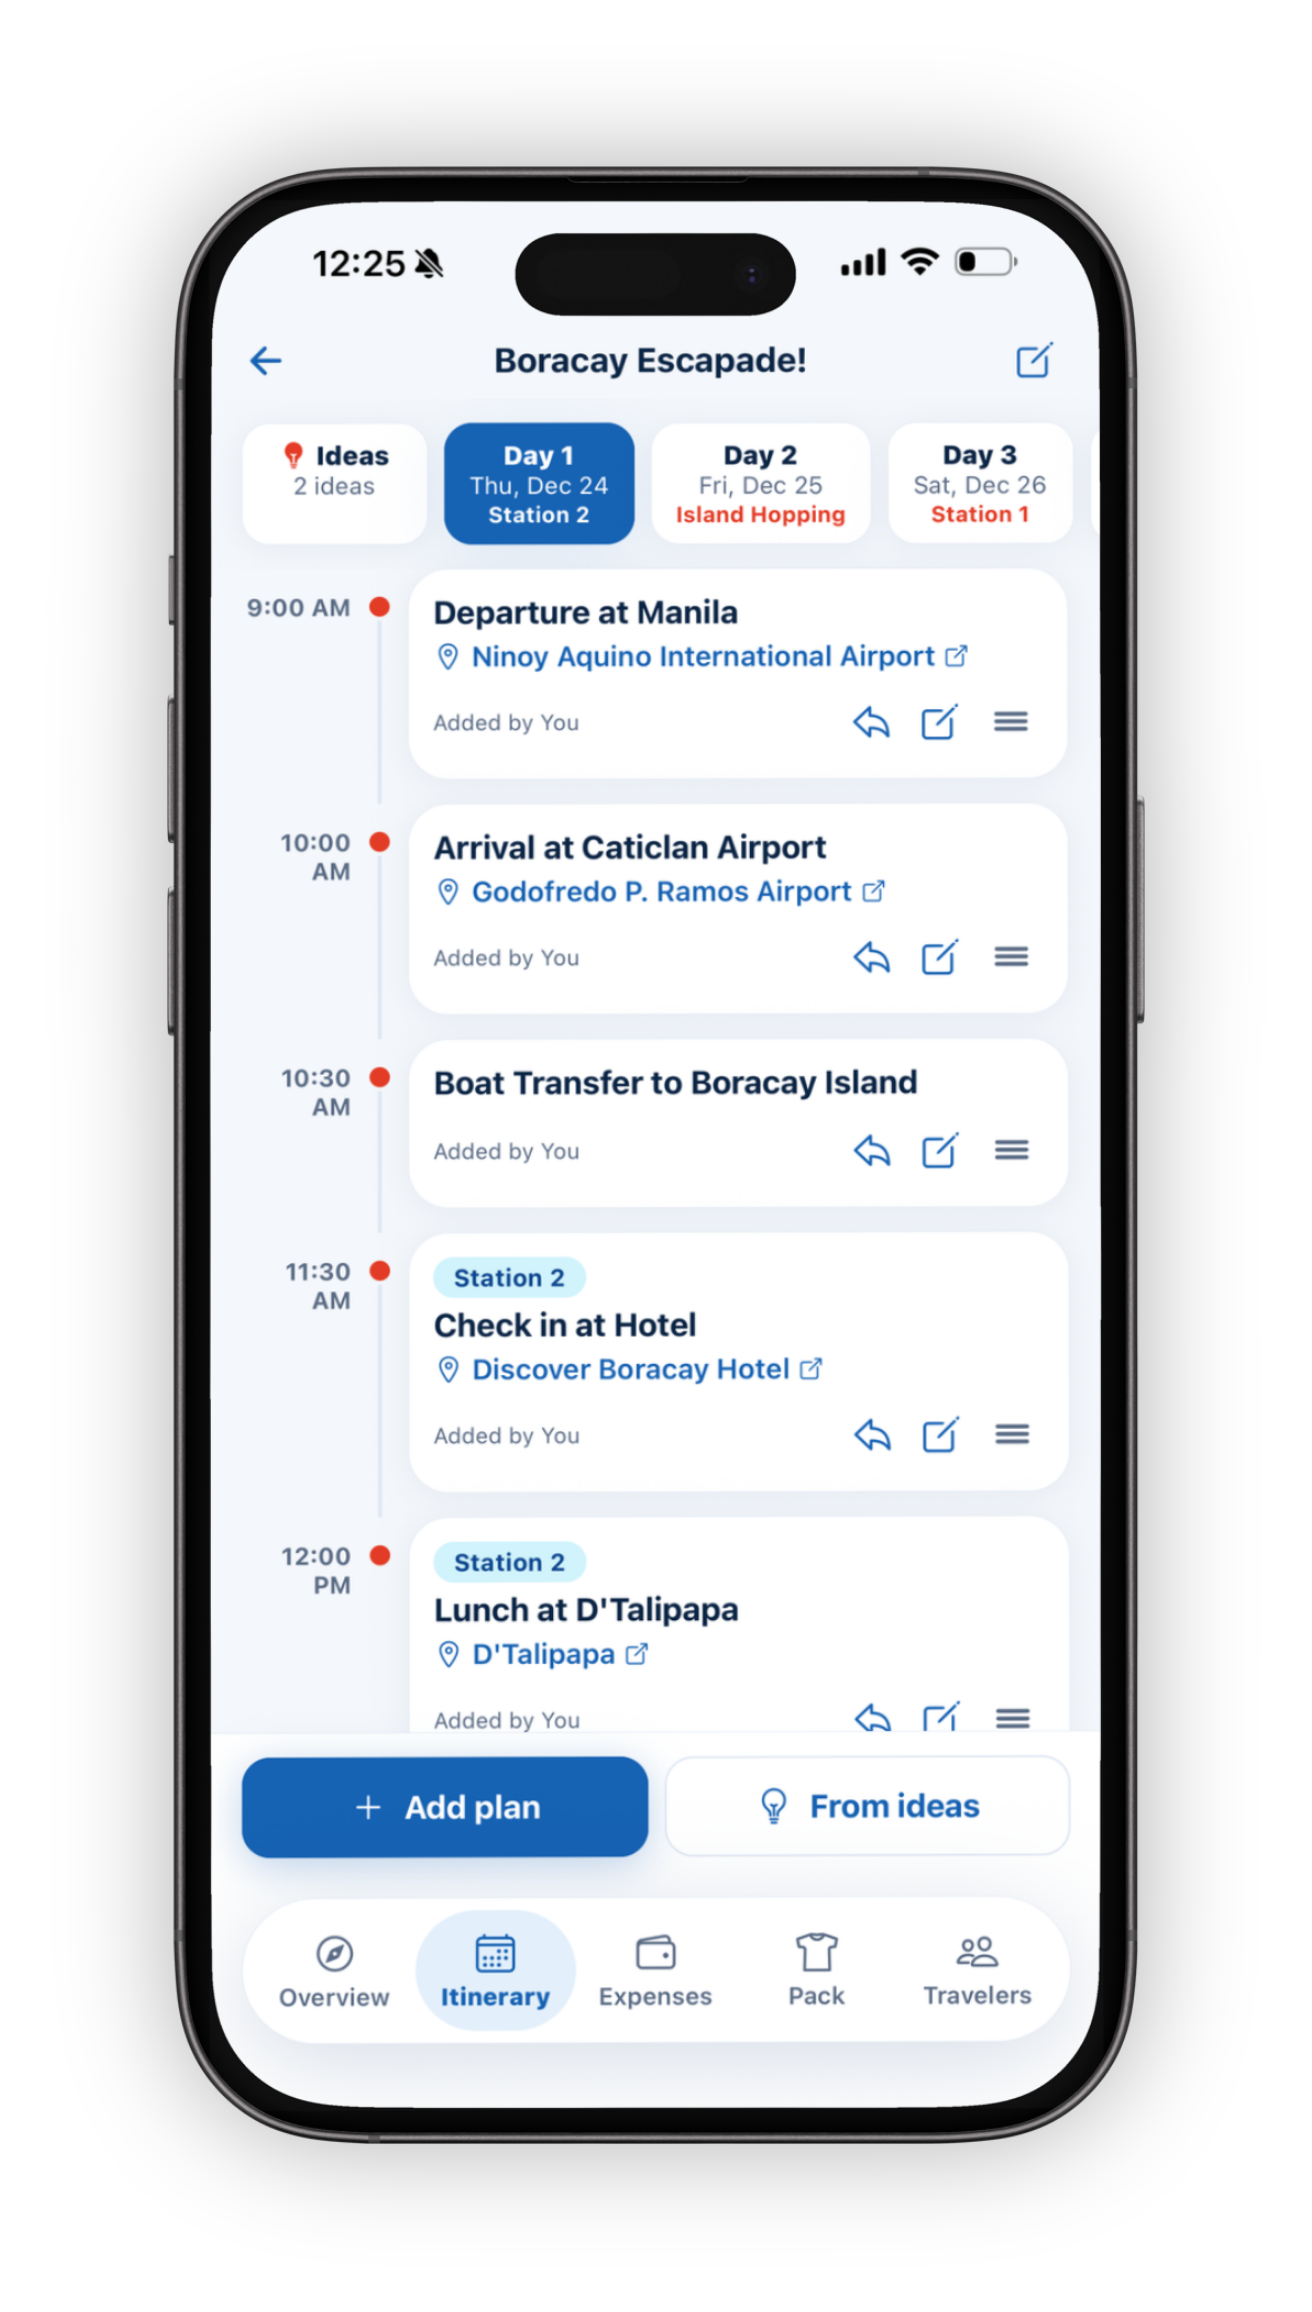 12:25
Boracay Escapade!
Ideas
2 ideas
Day 1
Thu, Dec 24
Station 2
Day 2
Fri, Dec 25
Island Hopping
Day 3
Sat, Dec 26
Station 1
9:00 AM
Departure at Manila
Ninoy Aquino International Airport
Added by You
10:00
AM
Arrival at Caticlan Airport
Godofredo P. Ramos Airport
Added by You
10:30
AM
Boat Transfer to Boracay Island
Added by You
11:30
AM
Station 2
Check in at Hotel
Discover Boracay Hotel
Added by You
12:00
PM
Station 2
Lunch at D'Talipapa
D'Talipapa
Added by You
+ Add plan
From ideas
Overview
Itinerary
Expenses
Pack
Travelers